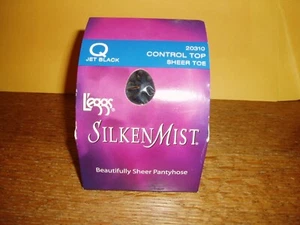 Q
JET BLACK
20310
CONTROL TOP
SHEER TOE
L'eggs
SILKEN MIST.
Beautifully Sheer Pantyhose